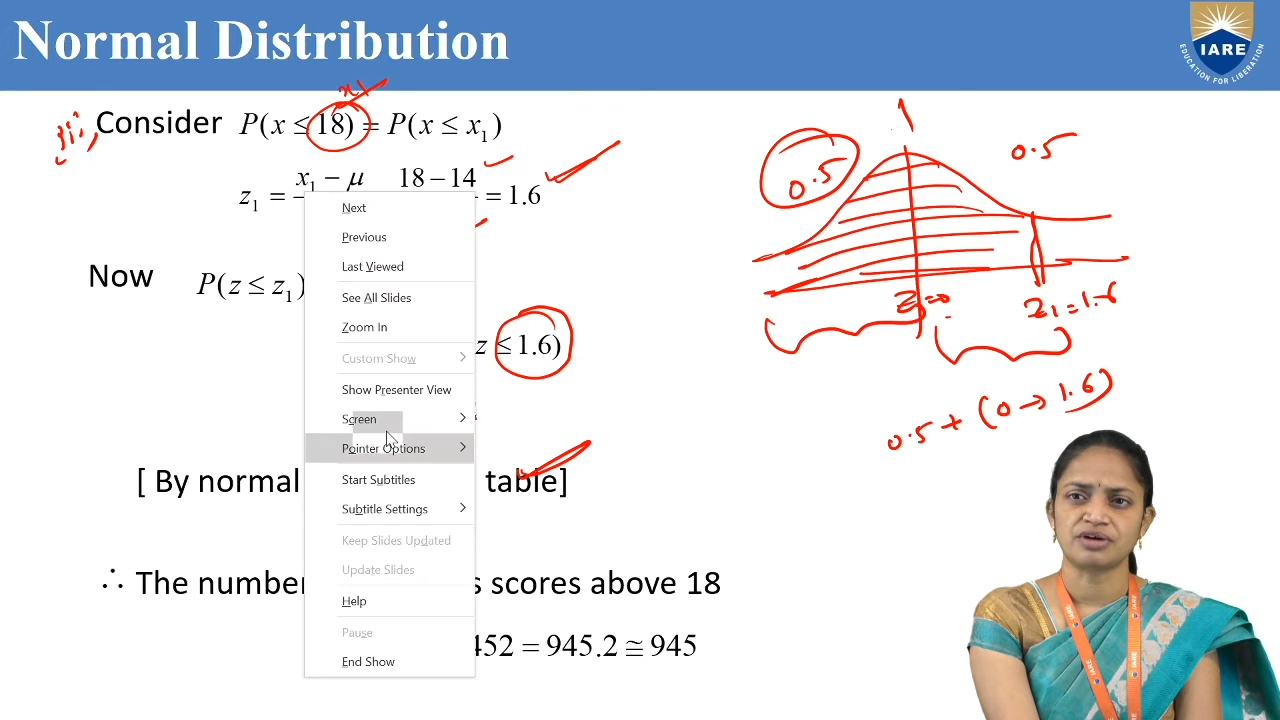 Normal Distribution
IARE
EDUCATION FOR LIBERATION
iii, Consider P(x ≤ 18) = P(x ≤ x₁)
x₁
z₁ = x₁ − μ 18 − 14 = 1.6
Now P(z ≤ z₁)
z ≤ 1.6)
[ By normal table]
∴ The number s scores above 18
452 = 945.2 ≅ 945
Next
Previous
Last Viewed
See All Slides
Zoom In
Custom Show
Show Presenter View
Screen
Pointer Options
Start Subtitles
Subtitle Settings
Keep Slides Updated
Update Slides
Help
Pause
End Show
0.5
0.5
z=0
z₁=1.6
0.5 + (0 → 1.6)
IARE
IARE